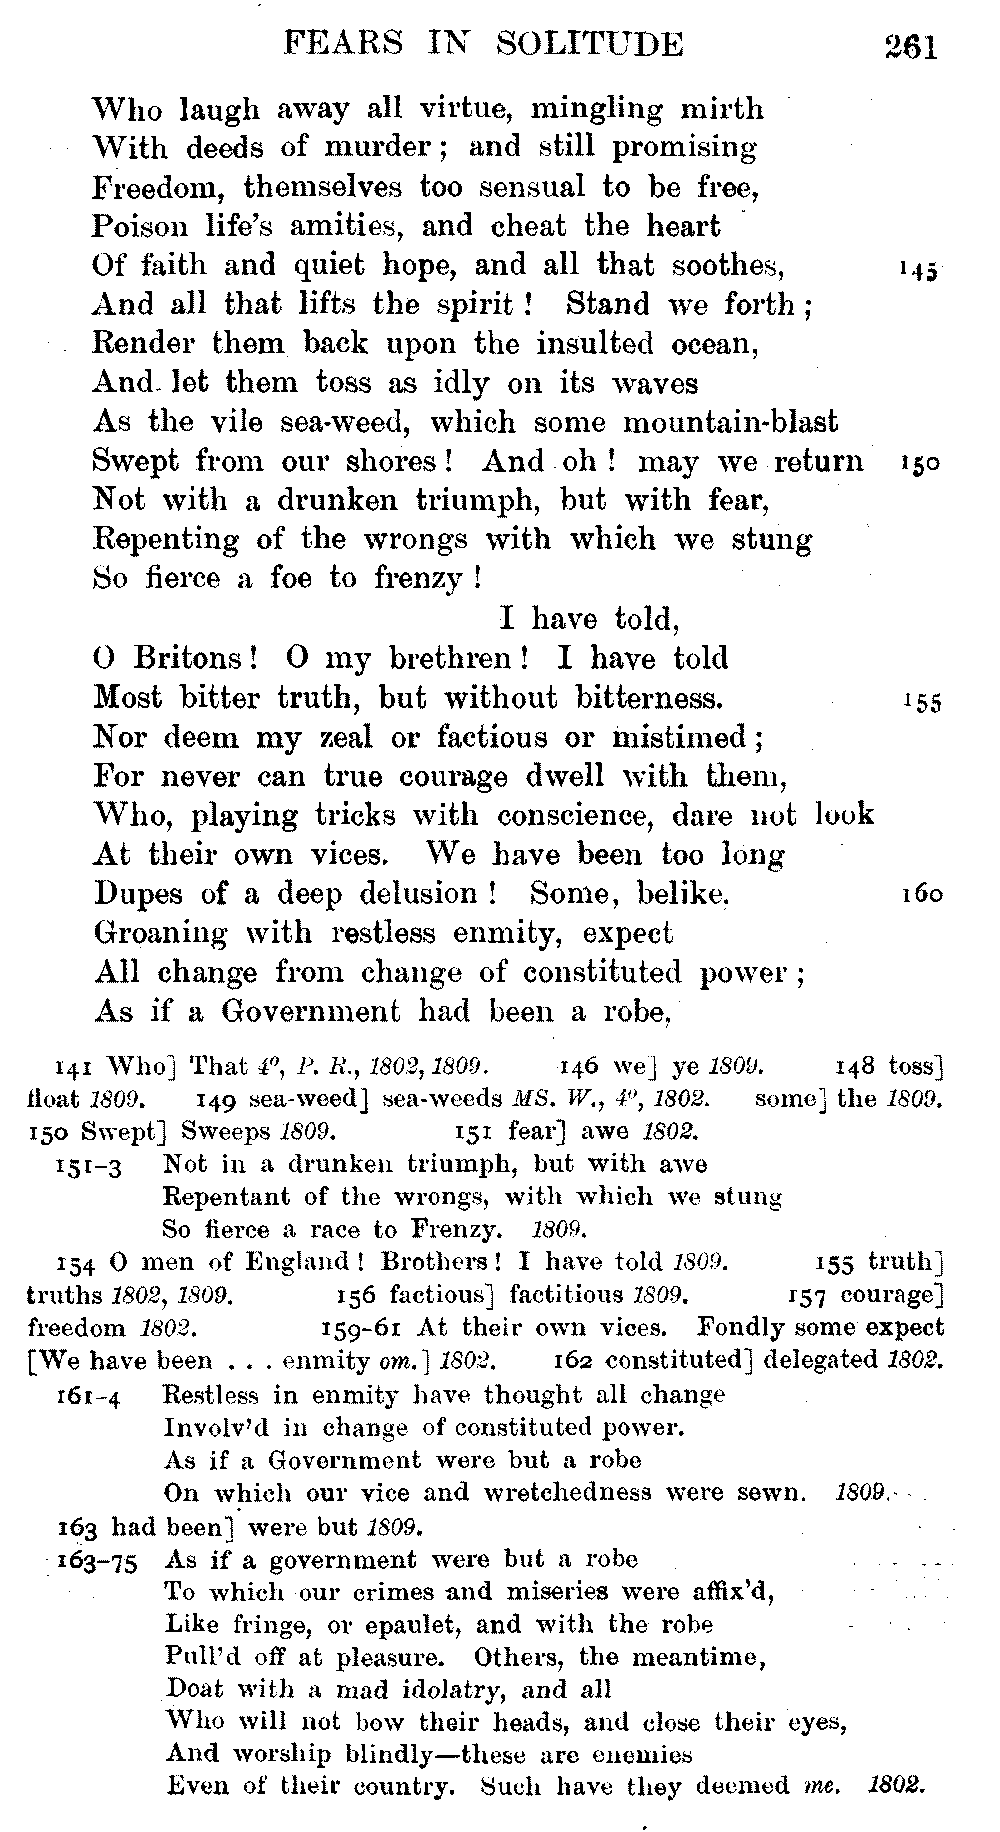 FEARS IN SOLITUDE 261
Who laugh away all virtue, mingling mirth
With deeds of murder ; and still promising
Freedom, themselves too sensual to be free,
Poison life's amities, and cheat the heart
Of faith and quiet hope, and all that soothes, 145
And all that lifts the spirit ! Stand we forth ;
Render them back upon the insulted ocean,
And let them toss as idly on its waves
As the vile sea-weed, which some mountain-blast
Swept from our shores ! And oh ! may we return 150
Not with a drunken triumph, but with fear,
Repenting of the wrongs with which we stung
So fierce a foe to frenzy !
I have told,
O Britons ! O my brethren ! I have told
Most bitter truth, but without bitterness. 155
Nor deem my zeal or factious or mistimed ;
For never can true courage dwell with them,
Who, playing tricks with conscience, dare not look
At their own vices. We have been too long
Dupes of a deep delusion ! Some, belike, 160
Groaning with restless enmity, expect
All change from change of constituted power ;
As if a Government had been a robe,
141 Who] That 4º, P. R., 1802, 1809. 146 we] ye 1809. 148 toss]
float 1809. 149 sea-weed] sea-weeds MS. W., 4º, 1802. some] the 1809.
150 Swept] Sweeps 1809. 151 fear] awe 1802.
151-3 Not in a drunken triumph, but with awe
Repentant of the wrongs, with which we stung
So fierce a race to Frenzy. 1809.
154 O men of England ! Brothers ! I have told 1809. 155 truth]
truths 1802, 1809. 156 factious] factitious 1809. 157 courage]
freedom 1802. 159-61 At their own vices. Fondly some expect
[We have been . . . enmity om.] 1802. 162 constituted] delegated 1802.
161-4 Restless in enmity have thought all change
Involv'd in change of constituted power.
As if a Government were but a robe
On which our vice and wretchedness were sewn. 1809.
163 had been] were but 1809.
163-75 As if a government were but a robe
To which our crimes and miseries were affix'd,
Like fringe, or epaulet, and with the robe
Pull'd off at pleasure. Others, the meantime,
Doat with a mad idolatry, and all
Who will not bow their heads, and close their eyes,
And worship blindly—these are enemies
Even of their country. Such have they deemed me. 1802.